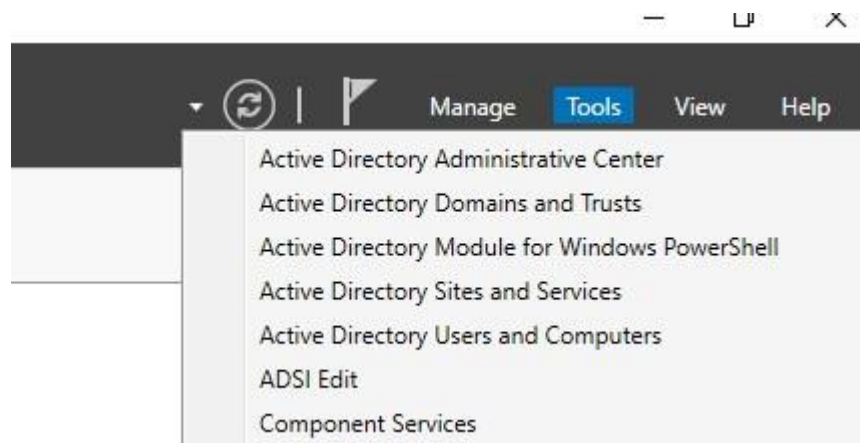 Manage Tools View Help
Active Directory Administrative Center
Active Directory Domains and Trusts
Active Directory Module for Windows PowerShell
Active Directory Sites and Services
Active Directory Users and Computers
ADSI Edit
Component Services